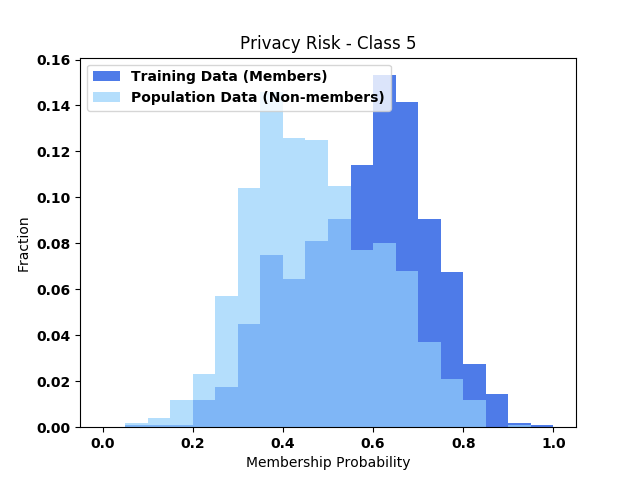 Privacy Risk - Class 5
Training Data (Members)
Population Data (Non-members)
0.16
0.14
0.12
0.10
0.08
0.06
0.04
0.02
0.00
Fraction
0.0 0.2 0.4 0.6 0.8 1.0
Membership Probability